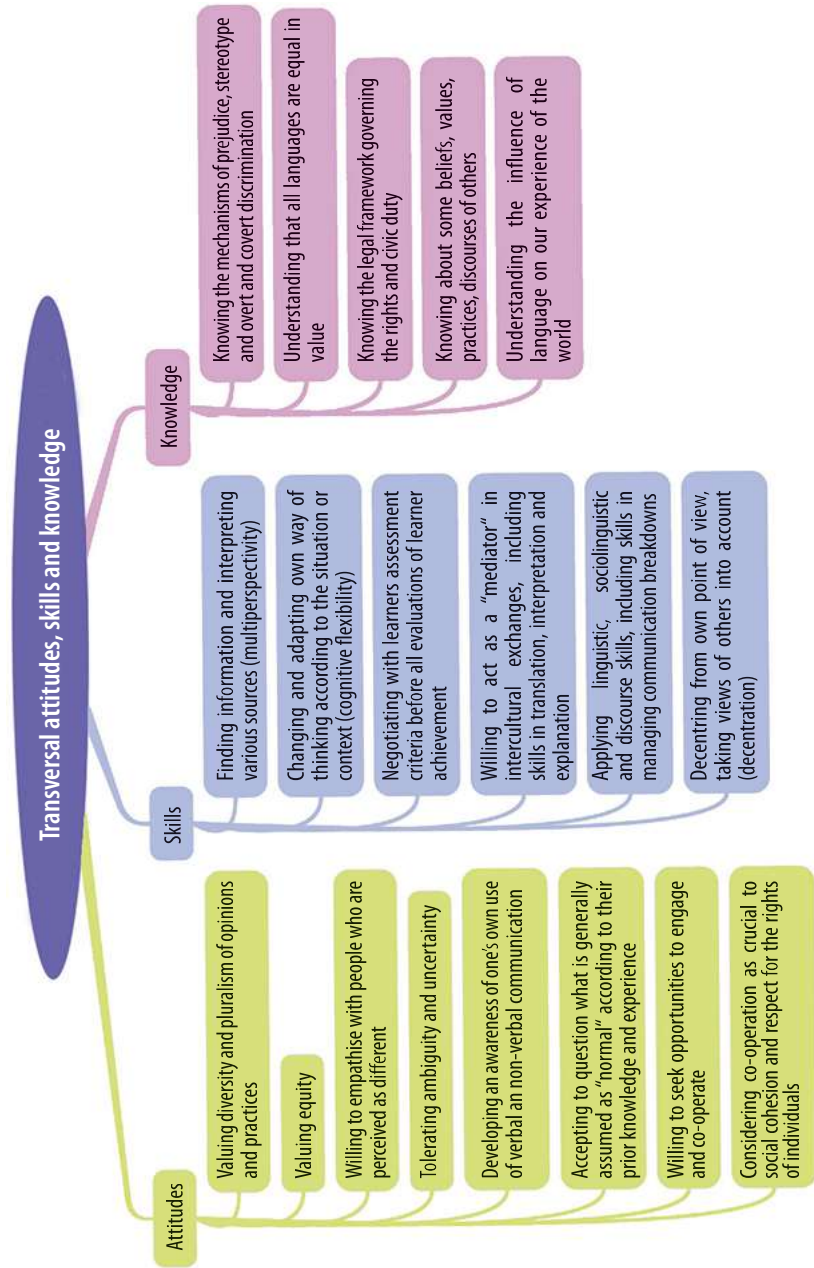 Transversal attitudes, skills and knowledge
Attitudes
Valuing diversity and pluralism of opinions
and practices
Valuing equity
Willing to empathise with people who are
perceived as different
Tolerating ambiguity and uncertainty
Developing an awareness of one’s own use
of verbal an non-verbal communication
Accepting to question what is generally
assumed as “normal“ according to their
prior knowledge and experience
Willing to seek opportunities to engage
and co-operate
Considering co-operation as crucial to
social cohesion and respect for the rights
of individuals
Skills
Finding information and interpreting
various sources (multiperspectivity)
Changing and adapting own way of
thinking according to the situation or
context (cognitive flexibility)
Negotiating with learners assessment
criteria before all evaluations of learner
achievement
Willing to act as a “mediator“ in
intercultural exchanges, including
skills in translation, interpretation and
explanation
Applying linguistic, sociolinguistic
and discourse skills, including skills in
managing communication breakdowns
Decentring from own point of view,
taking views of others into account
(decentration)
Knowledge
Knowing the mechanisms of prejudice, stereotype
and overt and covert discrimination
Understanding that all languages are equal in
value
Knowing the legal framework governing
the rights and civic duty
Knowing about some beliefs, values,
practices, discourses of others
Understanding the influence of
language on our experience of the
world